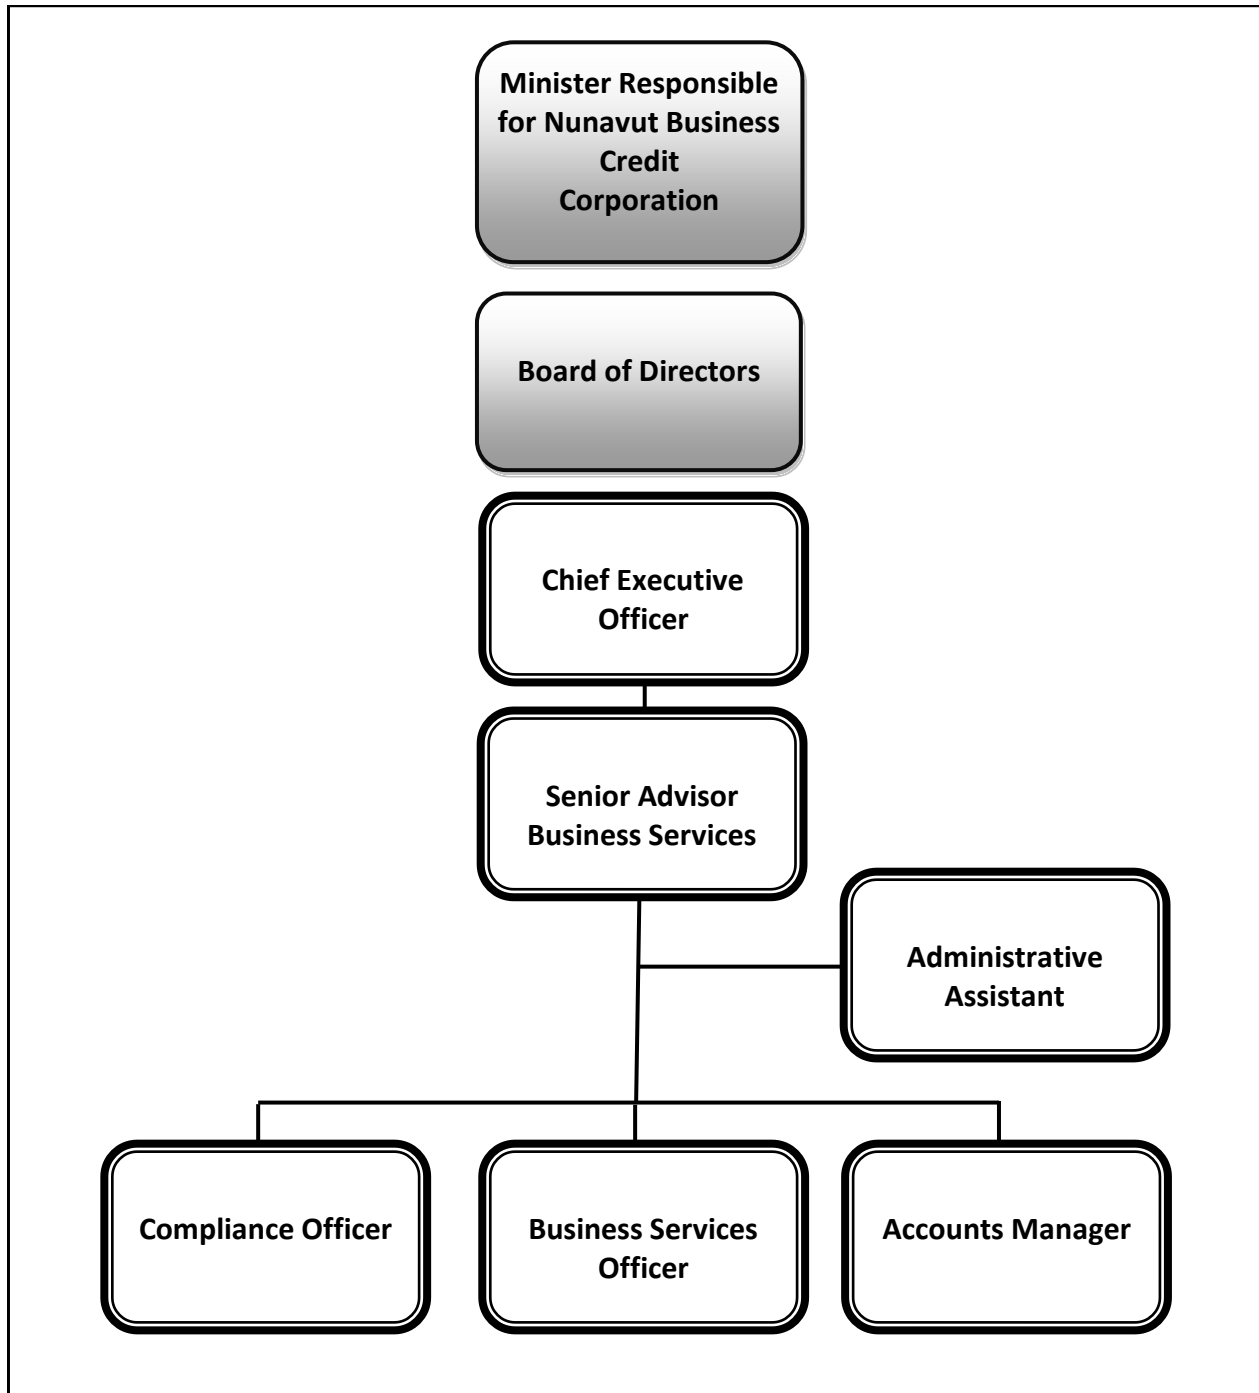 Minister Responsible
for Nunavut Business
Credit
Corporation
Board of Directors
Chief Executive
Officer
Senior Advisor
Business Services
Administrative
Assistant
Compliance Officer
Business Services
Officer
Accounts Manager